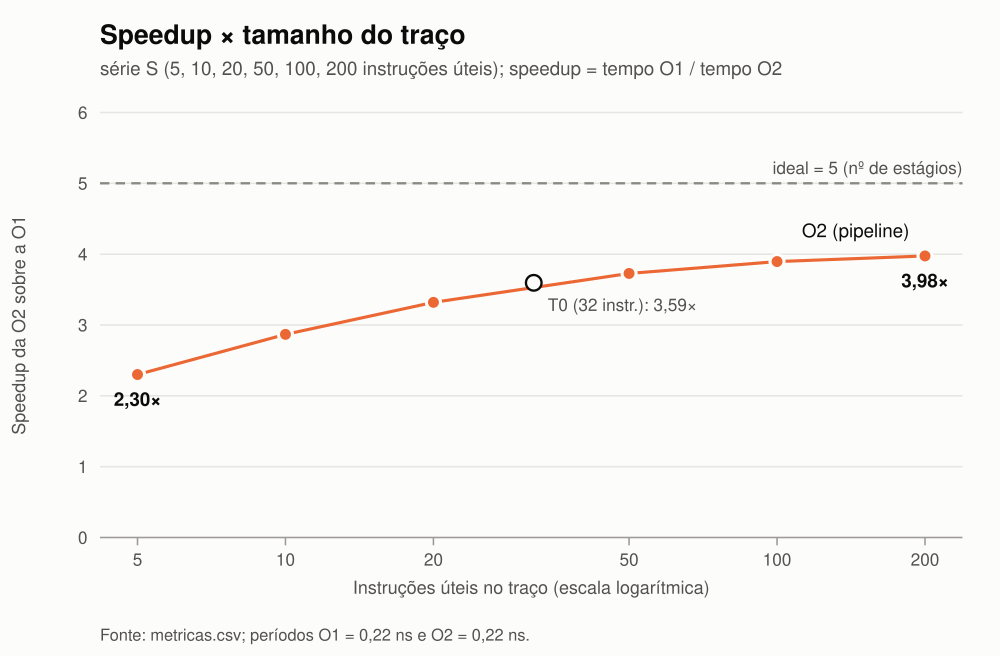 Speedup × tamanho do traço
série S (5, 10, 20, 50, 100, 200 instruções úteis); speedup = tempo O1 / tempo O2
6
ideal = 5 (nº de estágios)
5
O2 (pipeline)
4
3,98×
T0 (32 instr.): 3,59×
3
2
2,30×
1
0
Speedup da O2 sobre a O1
5 10 20 50 100 200
Instruções úteis no traço (escala logarítmica)
Fonte: metricas.csv; períodos O1 = 0,22 ns e O2 = 0,22 ns.